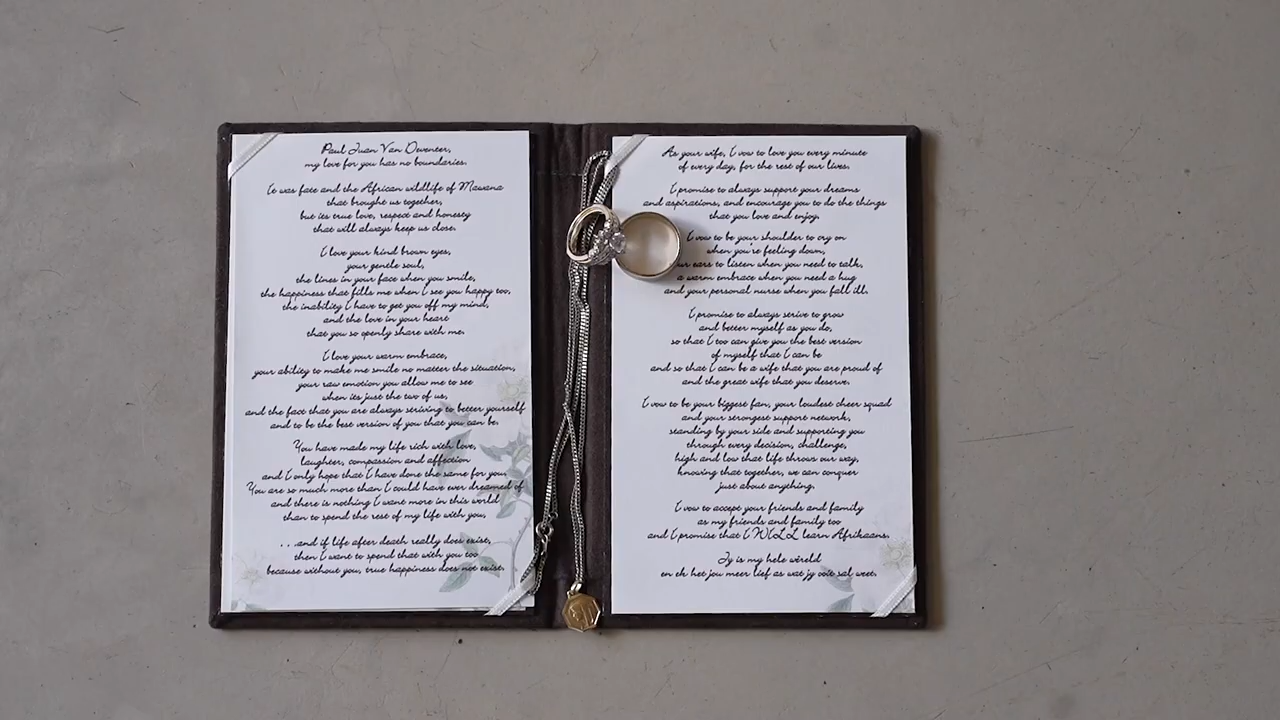 Paul Juan Van Deventer,
my love for you has no boundaries.
It was fate and the African wildlife of Mawana
that brought us together,
but its true love, respect and honesty
that will always keep us close.
I love your kind brown eyes,
your gentle soul,
the lines in your face when you smile,
the happiness that fills me when I see you happy too,
the inability I have to get you off my mind,
and the love in your heart
that you so openly share with me.
I love your warm embrace,
your ability to make me smile no matter the situation,
your raw emotion you allow me to see
when its just the two of us,
and the fact that you are always striving to better yourself
and to be the best version of you that you can be.
You have made my life rich with love,
laughter, compassion and affection
and I only hope that I have done the same for you.
You are so much more than I could have ever dreamed of
and there is nothing I want more in this world
than to spend the rest of my life with you,
...and if life after death really does exist,
then I want to spend that with you too
because without you, true happiness does not exist.
As your wife, I vow to love you every minute
of every day, for the rest of our lives.
I promise to always support your dreams
and aspirations, and encourage you to do the things
that you love and enjoy.
I vow to be your shoulder to cry on
when you're feeling down,
ears to listen when you need to talk,
a warm embrace when you need a hug
and your personal nurse when you fall ill.
I promise to always strive to grow
and better myself as you do,
so that I too can give you the best version
of myself that I can be
and so that I can be a wife that you are proud of
and the great wife that you deserve.
I vow to be your biggest fan, your loudest cheer squad
and your strongest support network,
standing by your side and supporting you
through every decision, challenge,
high and low that life throws our way,
knowing that together, we can conquer
just about anything.
I vow to accept your friends and family
as my friends and family too
and I promise that I WILL learn Afrikaans.
Jy is my hele wêreld
en ek het jou meer lief as wat jy ooit sal weet.